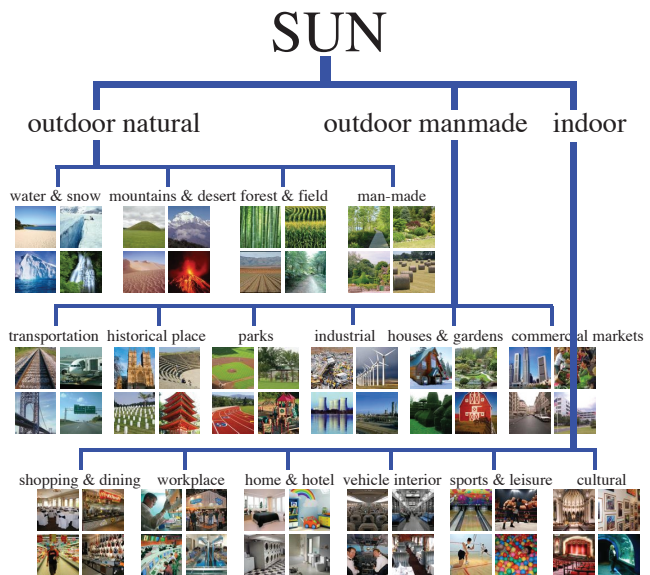 SUN
outdoor natural
outdoor manmade
indoor
water & snow
mountains & desert
forest & field
man-made
transportation
historical place
parks
industrial
houses & gardens
commercial markets
shopping & dining
workplace
home & hotel
vehicle interior
sports & leisure
cultural